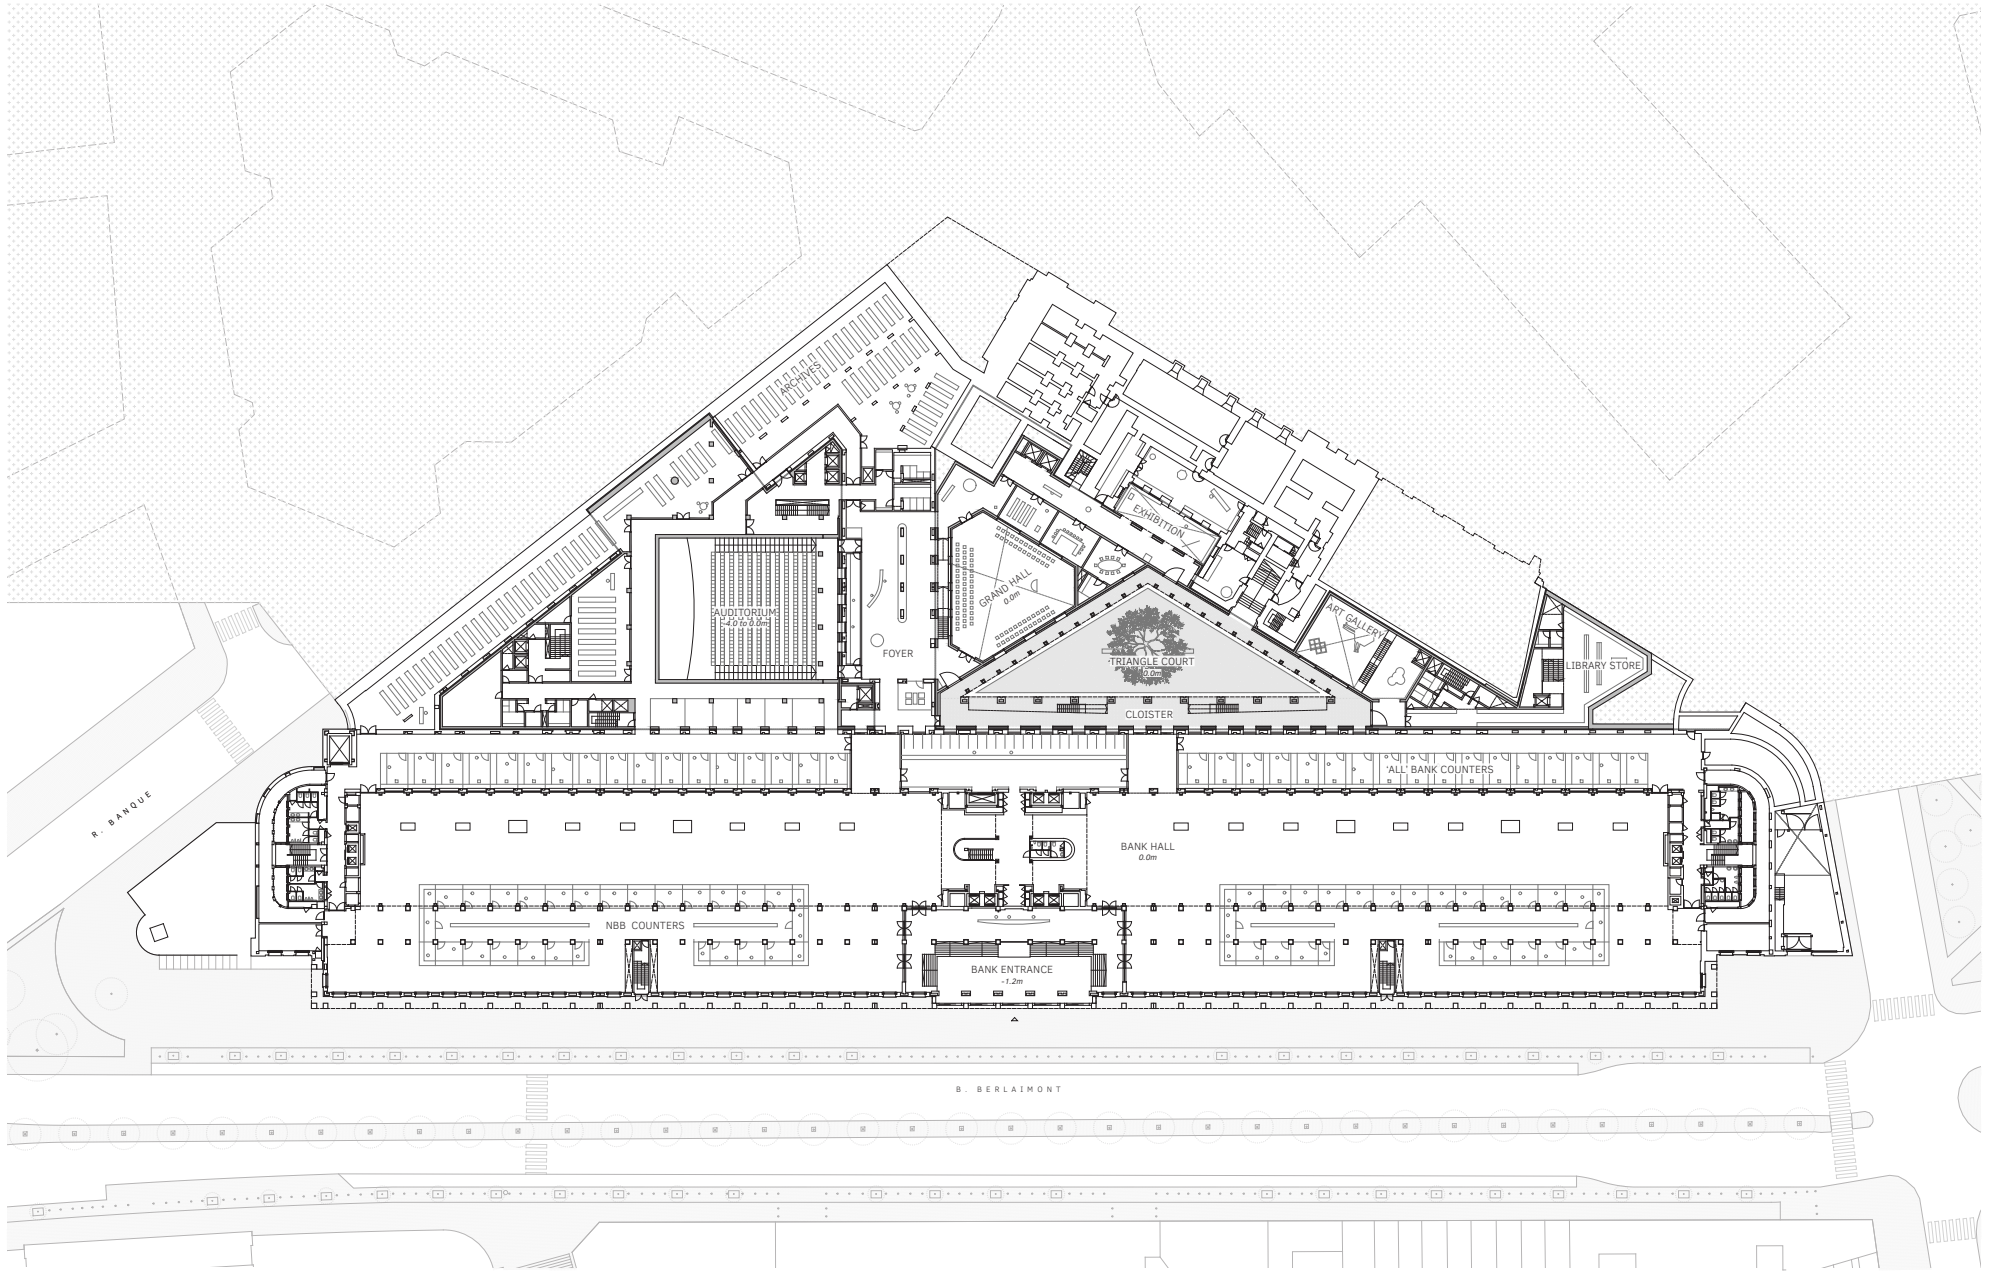 ARCHIVES
EXHIBITION
GRAND HALL
0.0m
AUDITORIUM
-4.0 to 0.0m
ART GALLERY
FOYER
TRIANGLE COURT
0.0m
LIBRARY STORE
CLOISTER
'ALL' BANK COUNTERS
R. BANQUE
BANK HALL
0.0m
NBB COUNTERS
BANK ENTRANCE
-1.2m
B. BERLAIMONT